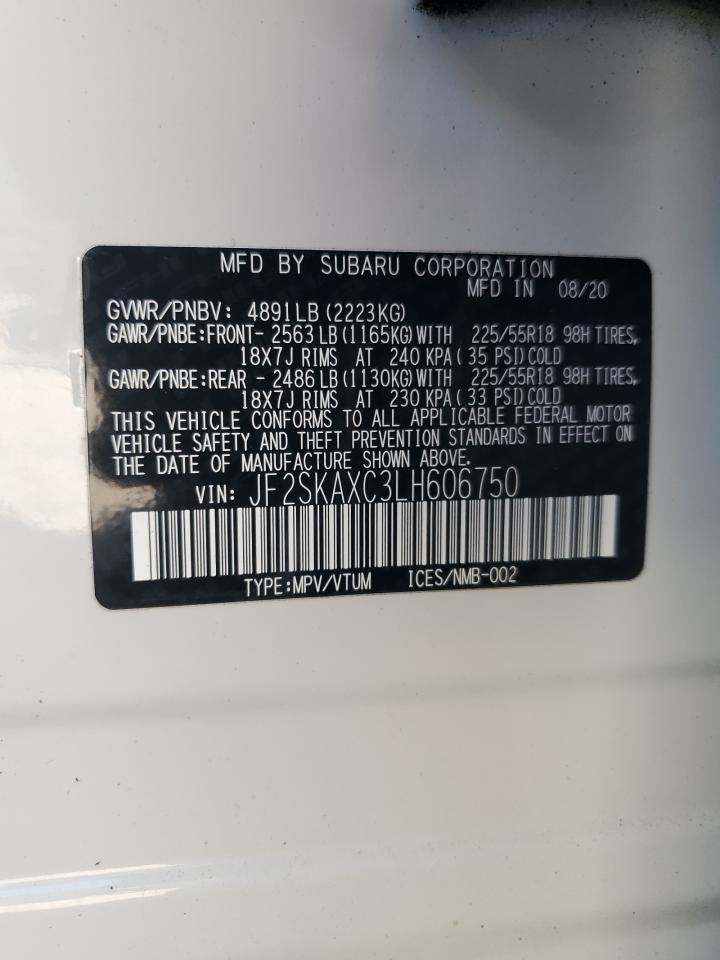 MFD BY SUBARU CORPORATION
MFD IN 08/20
GVWR/PNBV: 4891LB (2223KG)
GAWR/PNBE:FRONT- 2563 LB (1165KG) WITH 225/55R18 98H TIRES,
18X7J RIMS AT 240 KPA ( 35 PSI) COLD
GAWR/PNBE:REAR - 2486 LB (1130KG) WITH 225/55R18 98H TIRES,
18X7J RIMS AT 230 KPA ( 33 PSI) COLD
THIS VEHICLE CONFORMS TO ALL APPLICABLE FEDERAL MOTOR
VEHICLE SAFETY AND THEFT PREVENTION STANDARDS IN EFFECT ON
THE DATE OF MANUFACTURE SHOWN ABOVE.
VIN: JF2SKAXC3LH606750
TYPE:MPV/VTUM ICES/NMB-002